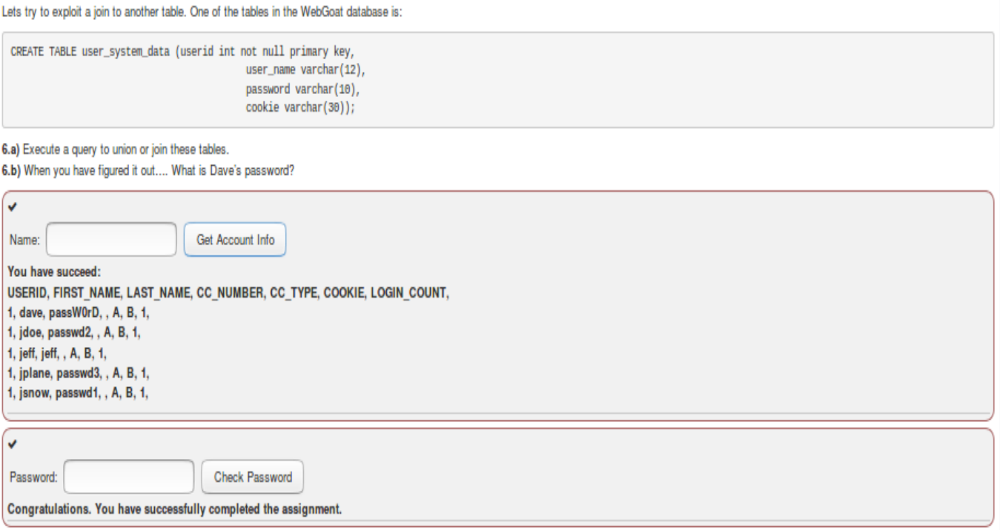 Lets try to exploit a join to another table. One of the tables in the WebGoat database is:
CREATE TABLE user_system_data (userid int not null primary key,
user_name varchar(12),
password varchar(10),
cookie varchar(30));
6.a) Execute a query to union or join these tables.
6.b) When you have figured it out.... What is Dave's password?
✔
Name: Get Account Info
You have succeed:
USERID, FIRST_NAME, LAST_NAME, CC_NUMBER, CC_TYPE, COOKIE, LOGIN_COUNT,
1, dave, passW0rD, , A, B, 1,
1, jdoe, passwd2, , A, B, 1,
1, jeff, jeff, , A, B, 1,
1, jplane, passwd3, , A, B, 1,
1, jsnow, passwd1, , A, B, 1,
✔
Password: Check Password
Congratulations. You have successfully completed the assignment.